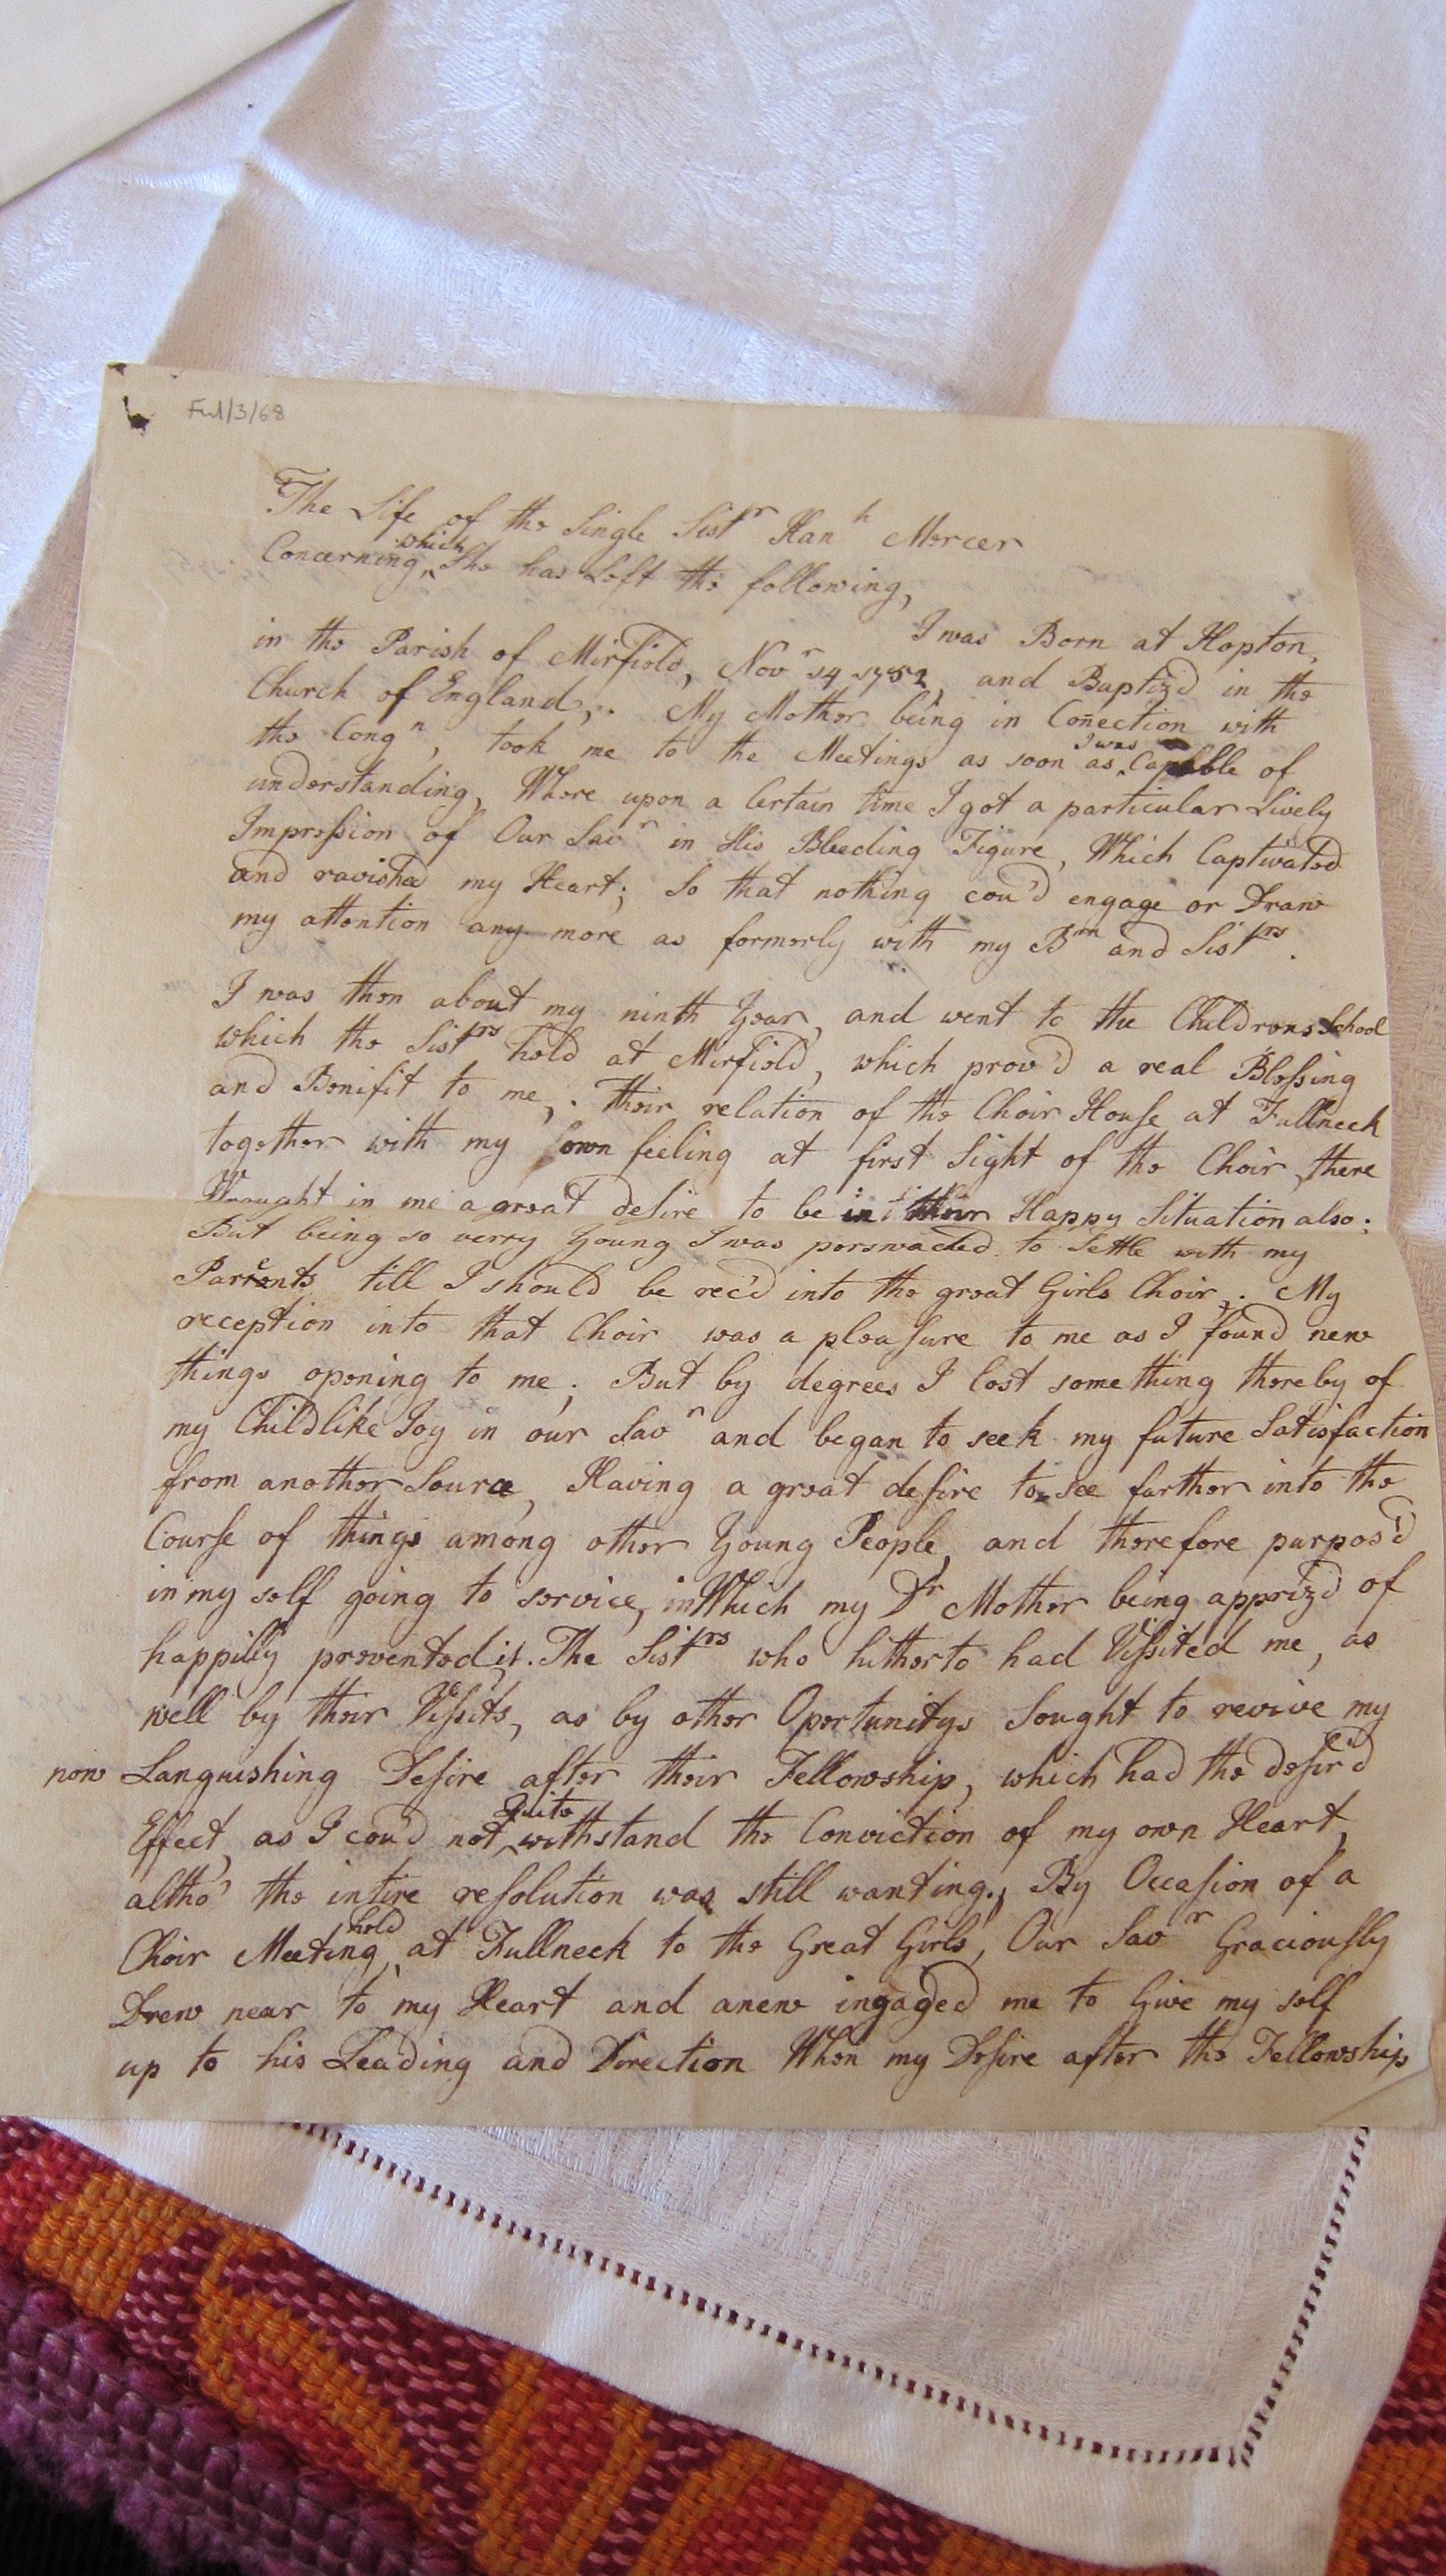 Ful/3/68
The Life of the Single Sistr Hanh Mercer
Concerning which She has Left the following,
I was Born at Hopton,
in the Parish of Mirfield, Novr 14 1752, and Baptiz'd in the
Church of England,. My Mother being in Conection with
the Congn, took me to the Meetings as soon as I was Capable of
understanding, Where upon a Certain time I got a particular Lively
Impression of Our Savr in His Bleeding Figure, Which Captivated
and ravished my Heart; So that nothing cou'd engage or Draw
my attention any more as formerly with my Brn and Sistrs.
I was then about my ninth Year, and went to the Childrens School
which the Sistrs held at Mirfield, which prov'd a real Blessing
and Benifit to me,. Their relation of the Choir House at Fullneck
together with my own feeling at first Sight of the Choir there
Wrought in me a great desire to be in their Happy Situation also:
But being so verry Young I was perswaded to Settle with my
Parents till I should be rec'd into the great Girls Choir,. My
reception into that Choir was a pleasure to me as I found new
things opening to me; But by degrees I lost something thereby of
my Childlike Joy in our Savr and began to seek my future Satisfaction
from another Source, Having a great desire to see further into the
Course of things among other Young People, and therefore purpos'd
in my self going to service, in Which my Dr Mother being appriz'd of
happilly prevented it. The Sistrs who hitherto had Vissited me, as
well by their Vissits, as by other Oportunitys Sought to revive my
now Languishing Desire after their Fellowship, which had the desir'd
Effect, as I cou'd not Quite withstand the Conviction of my own Heart,
altho' the intire resolution was still wanting,. By Occasion of a
Choir Meeting held at Fullneck to the Great Girls, Our Savr Graciously
Drew near to my Heart and anew ingaged me to Give my self
up to his Leading and Direction When my Desire after the Fellowship